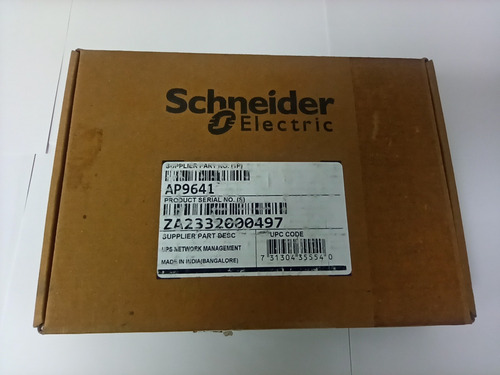 Schneider
Electric
SUPPLIER PART NO. (1P)
AP9641
PRODUCT SERIAL NO. (S)
ZA2332000497
SUPPLIER PART DESC
UPS NETWORK MANAGEMENT
MADE IN INDIA(BANGALORE)
UPC CODE
7 31304 35554 0